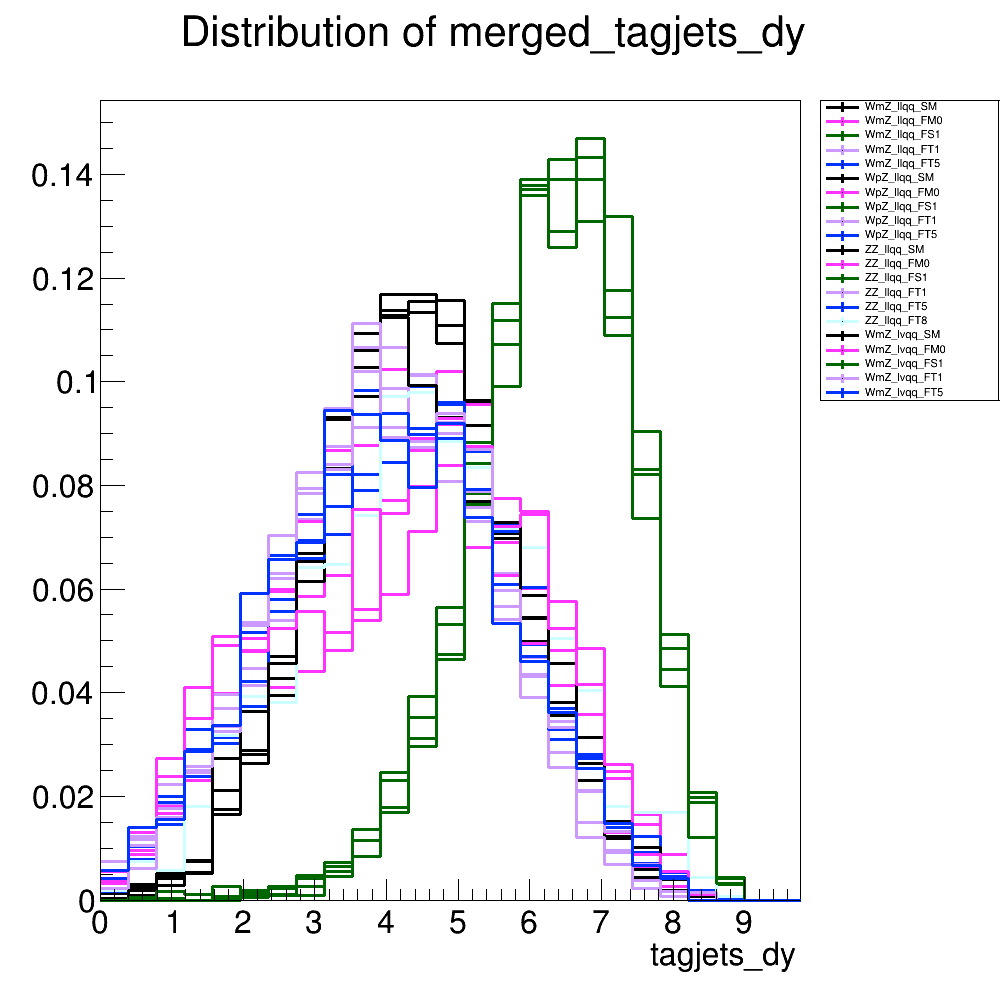 Distribution of merged_tagjets_dy
WmZ_llqq_SM
WmZ_llqq_FM0
WmZ_llqq_FS1
WmZ_llqq_FT1
WmZ_llqq_FT5
WpZ_llqq_SM
WpZ_llqq_FM0
WpZ_llqq_FS1
WpZ_llqq_FT1
WpZ_llqq_FT5
ZZ_llqq_SM
ZZ_llqq_FM0
ZZ_llqq_FS1
ZZ_llqq_FT1
ZZ_llqq_FT5
ZZ_llqq_FT8
WmZ_lvqq_SM
WmZ_lvqq_FM0
WmZ_lvqq_FS1
WmZ_lvqq_FT1
WmZ_lvqq_FT5
0.14
0.12
0.1
0.08
0.06
0.04
0.02
0
0 1 2 3 4 5 6 7 8 9
tagjets_dy